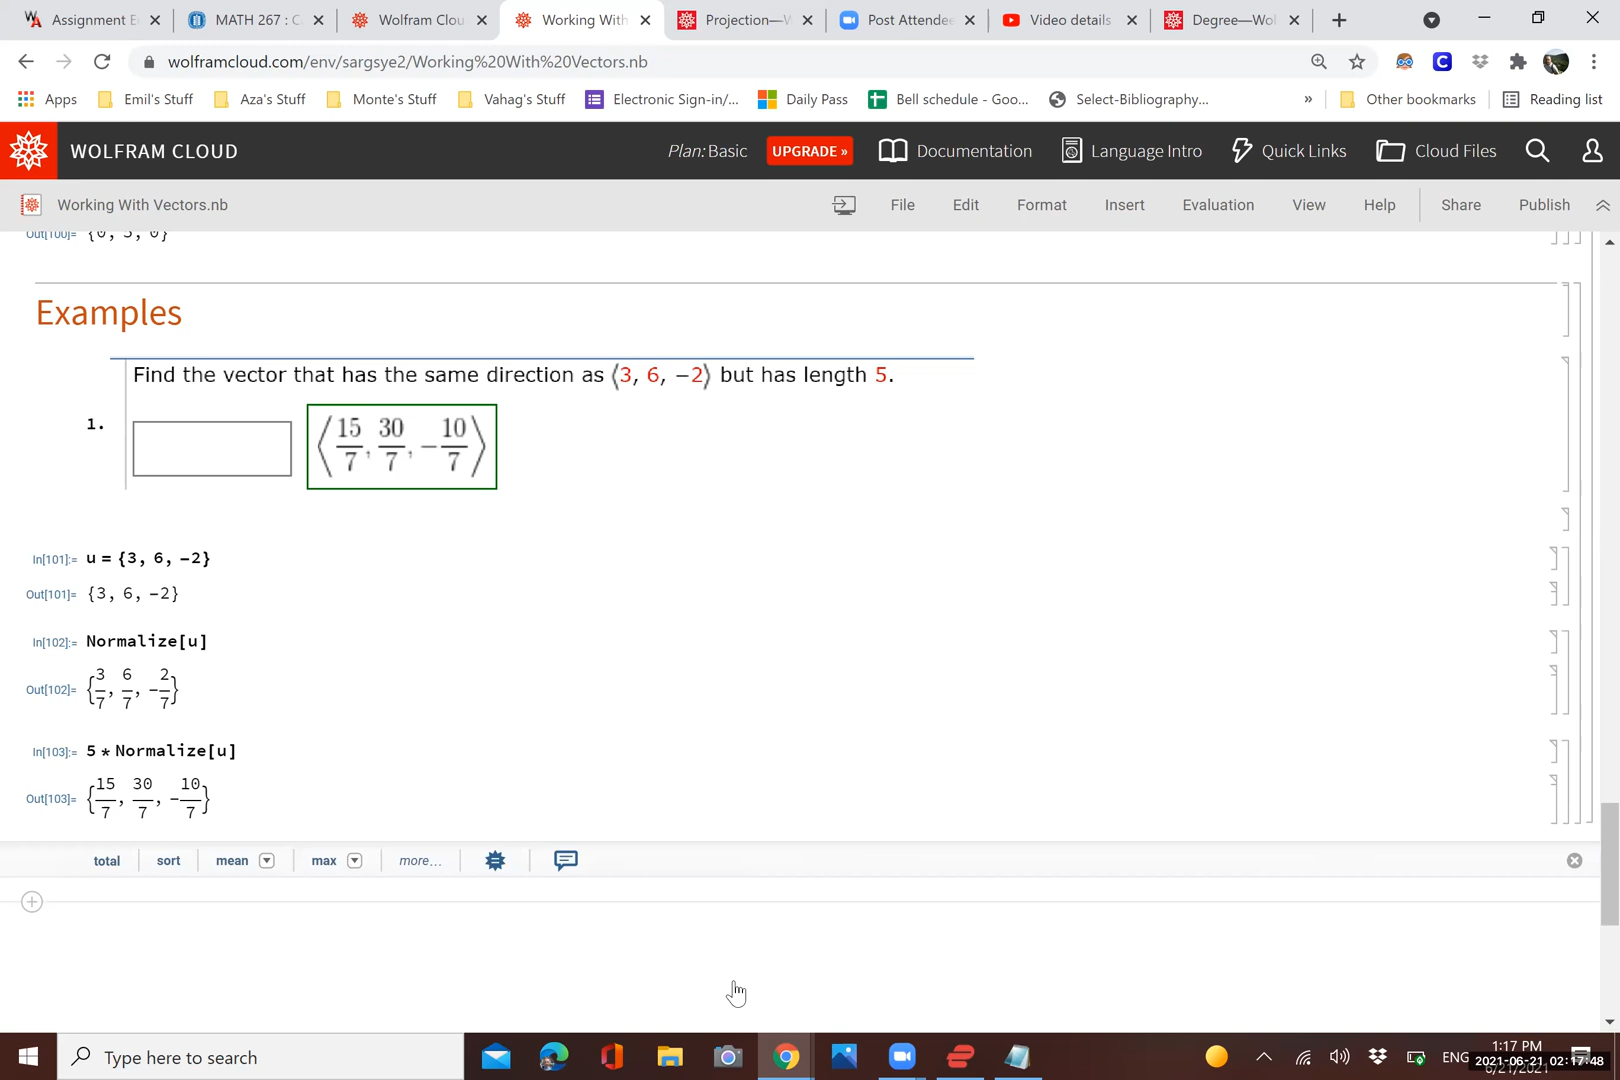 Assignment E
MATH 267 : C
Wolfram Clou
Working With
Projection—W
Post Attendee
Video details
Degree—Wol
wolframcloud.com/env/sargsye2/Working%20With%20Vectors.nb
Apps
Emil's Stuff
Aza's Stuff
Monte's Stuff
Vahag's Stuff
Electronic Sign-in/...
Daily Pass
Bell schedule - Goo...
Select-Bibliography...
»
Other bookmarks
Reading list
WOLFRAM CLOUD
Plan: Basic
UPGRADE »
Documentation
Language Intro
Quick Links
Cloud Files
Working With Vectors.nb
File
Edit
Format
Insert
Evaluation
View
Help
Share
Publish
Out[100]= {0, 5, 0}
Examples
Find the vector that has the same direction as ⟨3, 6, −2⟩ but has length 5.
1.
⟨15/7, 30/7, −10/7⟩
In[101]:= u = {3, 6, −2}
Out[101]= {3, 6, −2}
In[102]:= Normalize[u]
Out[102]= {3/7, 6/7, −2/7}
In[103]:= 5 * Normalize[u]
Out[103]= {15/7, 30/7, −10/7}
total
sort
mean
max
more...
Type here to search
ENG
1:17 PM
2021-06-21 02:17:48